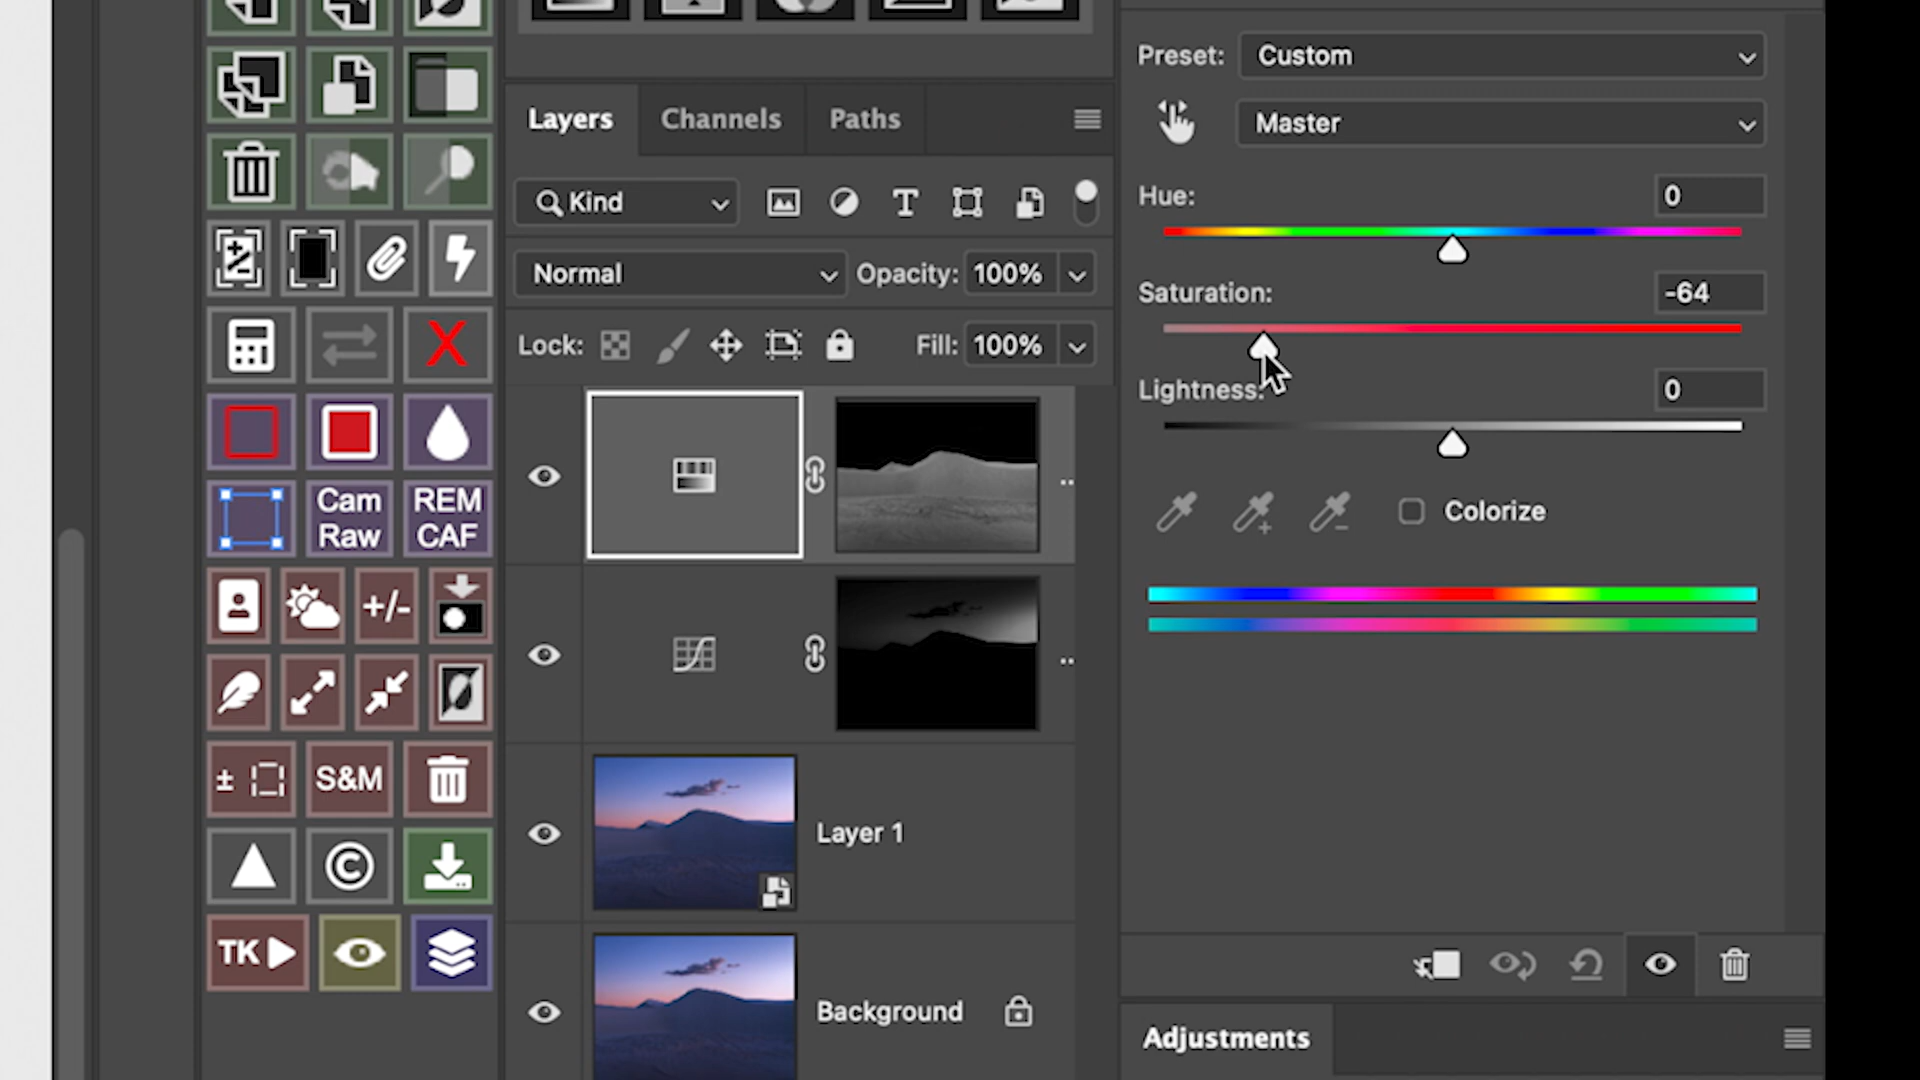 Preset: Custom
Master
Hue: 0
Saturation: -64
Lightness: 0
Colorize
Layers Channels Paths
Kind
Normal Opacity: 100%
Lock: Fill: 100%
Layer 1
Background
X
Cam
Raw
REM
CAF
+/-
± S&M
©
TK
Adjustments